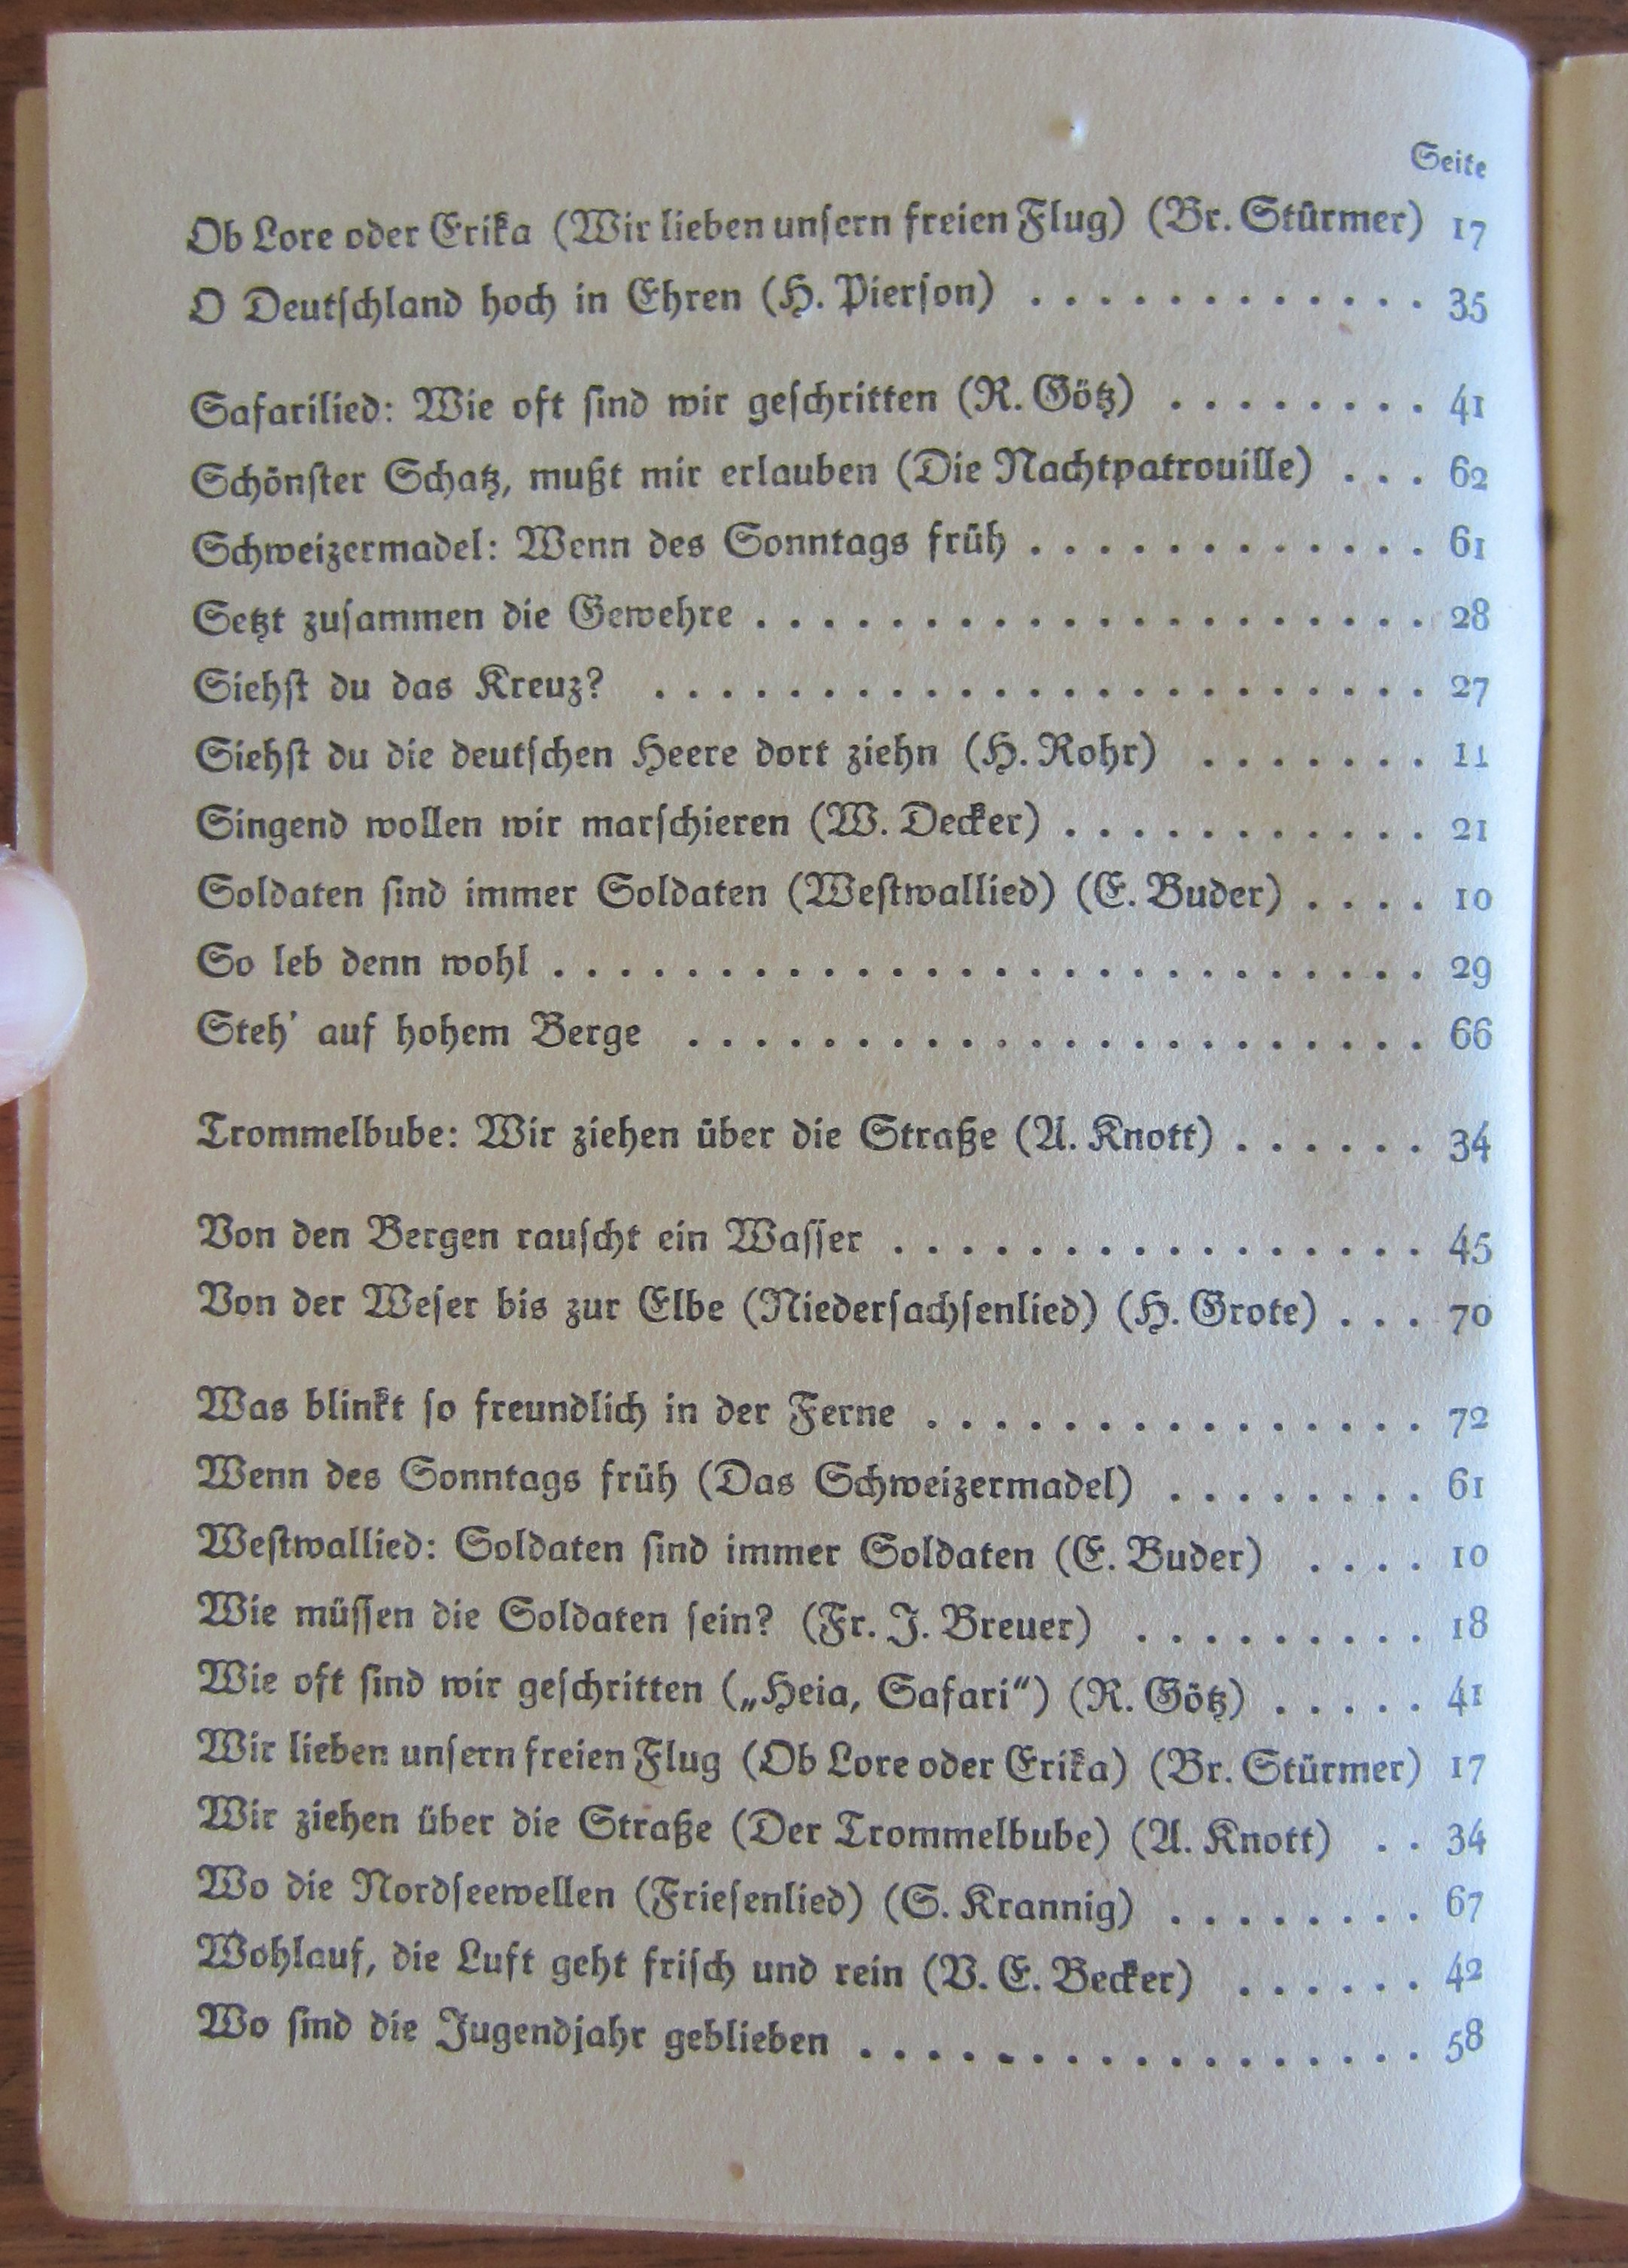 Seite
Ob Lore oder Erika (Wir lieben unſern freien Flug) (Br. Stürmer) 17
O Deutſchland hoch in Ehren (H. Pierſon) . . . . . . . . . . . . 35
Safarilied: Wie oft ſind wir geſchritten (R. Götz) . . . . . . . . 41
Schönſter Schatz, mußt mir erlauben (Die Nachtpatrouille) . . . 62
Schweizermadel: Wenn des Sonntags früh . . . . . . . . . . . . 61
Setzt zuſammen die Gewehre . . . . . . . . . . . . . . . . . . . . 28
Siehſt du das Kreuz? . . . . . . . . . . . . . . . . . . . . . . . 27
Siehſt du die deutſchen Heere dort ziehn (H. Rohr) . . . . . . . 11
Singend wollen wir marſchieren (W. Decker) . . . . . . . . . . . 21
Soldaten ſind immer Soldaten (Weſtwallied) (E. Buder) . . . . 10
So leb denn wohl . . . . . . . . . . . . . . . . . . . . . . . . . . 29
Steh' auf hohem Berge . . . . . . . . . . . . . . . . . . . . . . 66
Trommelbube: Wir ziehen über die Straße (A. Knott) . . . . . . 34
Von den Bergen rauſcht ein Waſſer . . . . . . . . . . . . . . . . 45
Von der Weſer bis zur Elbe (Niederſachſenlied) (H. Grote) . . . 70
Was blinkt ſo freundlich in der Ferne . . . . . . . . . . . . . . . 72
Wenn des Sonntags früh (Das Schweizermadel) . . . . . . . . 61
Weſtwallied: Soldaten ſind immer Soldaten (E. Buder) . . . . 10
Wie müſſen die Soldaten ſein? (Fr. J. Breuer) . . . . . . . . . 18
Wie oft ſind wir geſchritten („Heia, Safari“) (R. Götz) . . . . . 41
Wir lieben unſern freien Flug (Ob Lore oder Erika) (Br. Stürmer) 17
Wir ziehen über die Straße (Der Trommelbube) (A. Knott) . . 34
Wo die Nordſeewellen (Frieſenlied) (S. Krannig) . . . . . . . . 67
Wohlauf, die Luft geht friſch und rein (V. E. Becker) . . . . . . 42
Wo ſind die Jugendjahr geblieben . . . . . . . . . . . . . . . . . 58